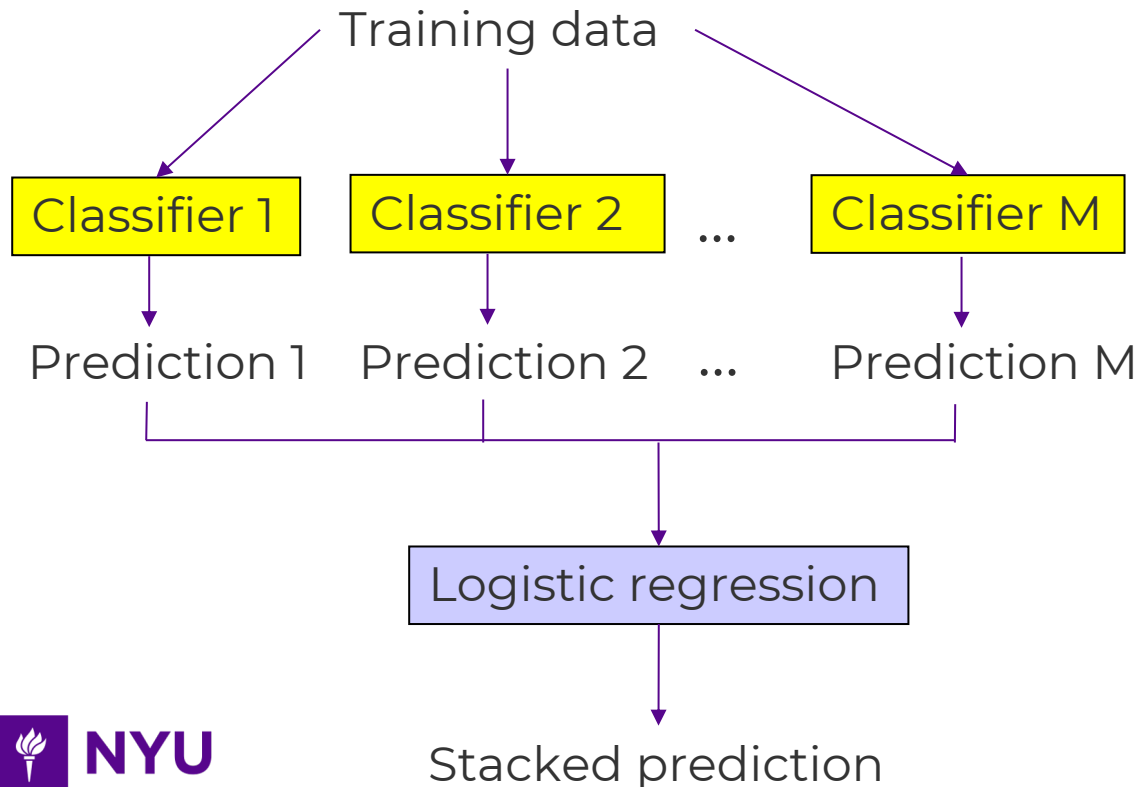 Training data
Classifier 1 Classifier 2 ... Classifier M
Prediction 1 Prediction 2 ... Prediction M
Logistic regression
Stacked prediction
NYU